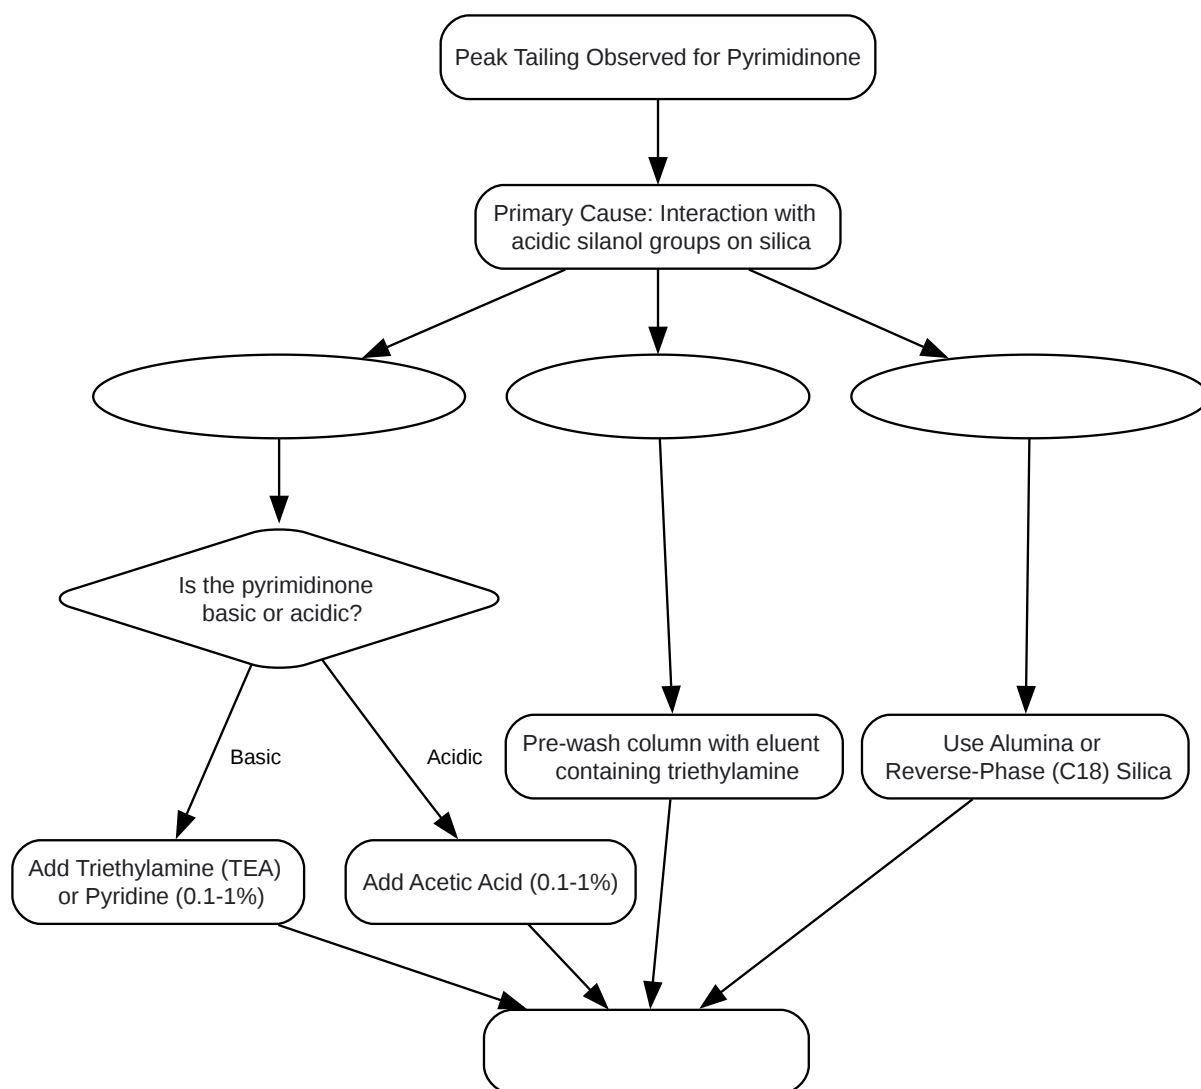 Peak Tailing Observed for Pyrimidinone
Primary Cause: Interaction with
acidic silanol groups on silica
Is the pyrimidinone
basic or acidic?
Basic
Acidic
Pre-wash column with eluent
containing triethylamine
Use Alumina or
Reverse-Phase (C18) Silica
Add Triethylamine (TEA)
or Pyridine (0.1-1%)
Add Acetic Acid (0.1-1%)